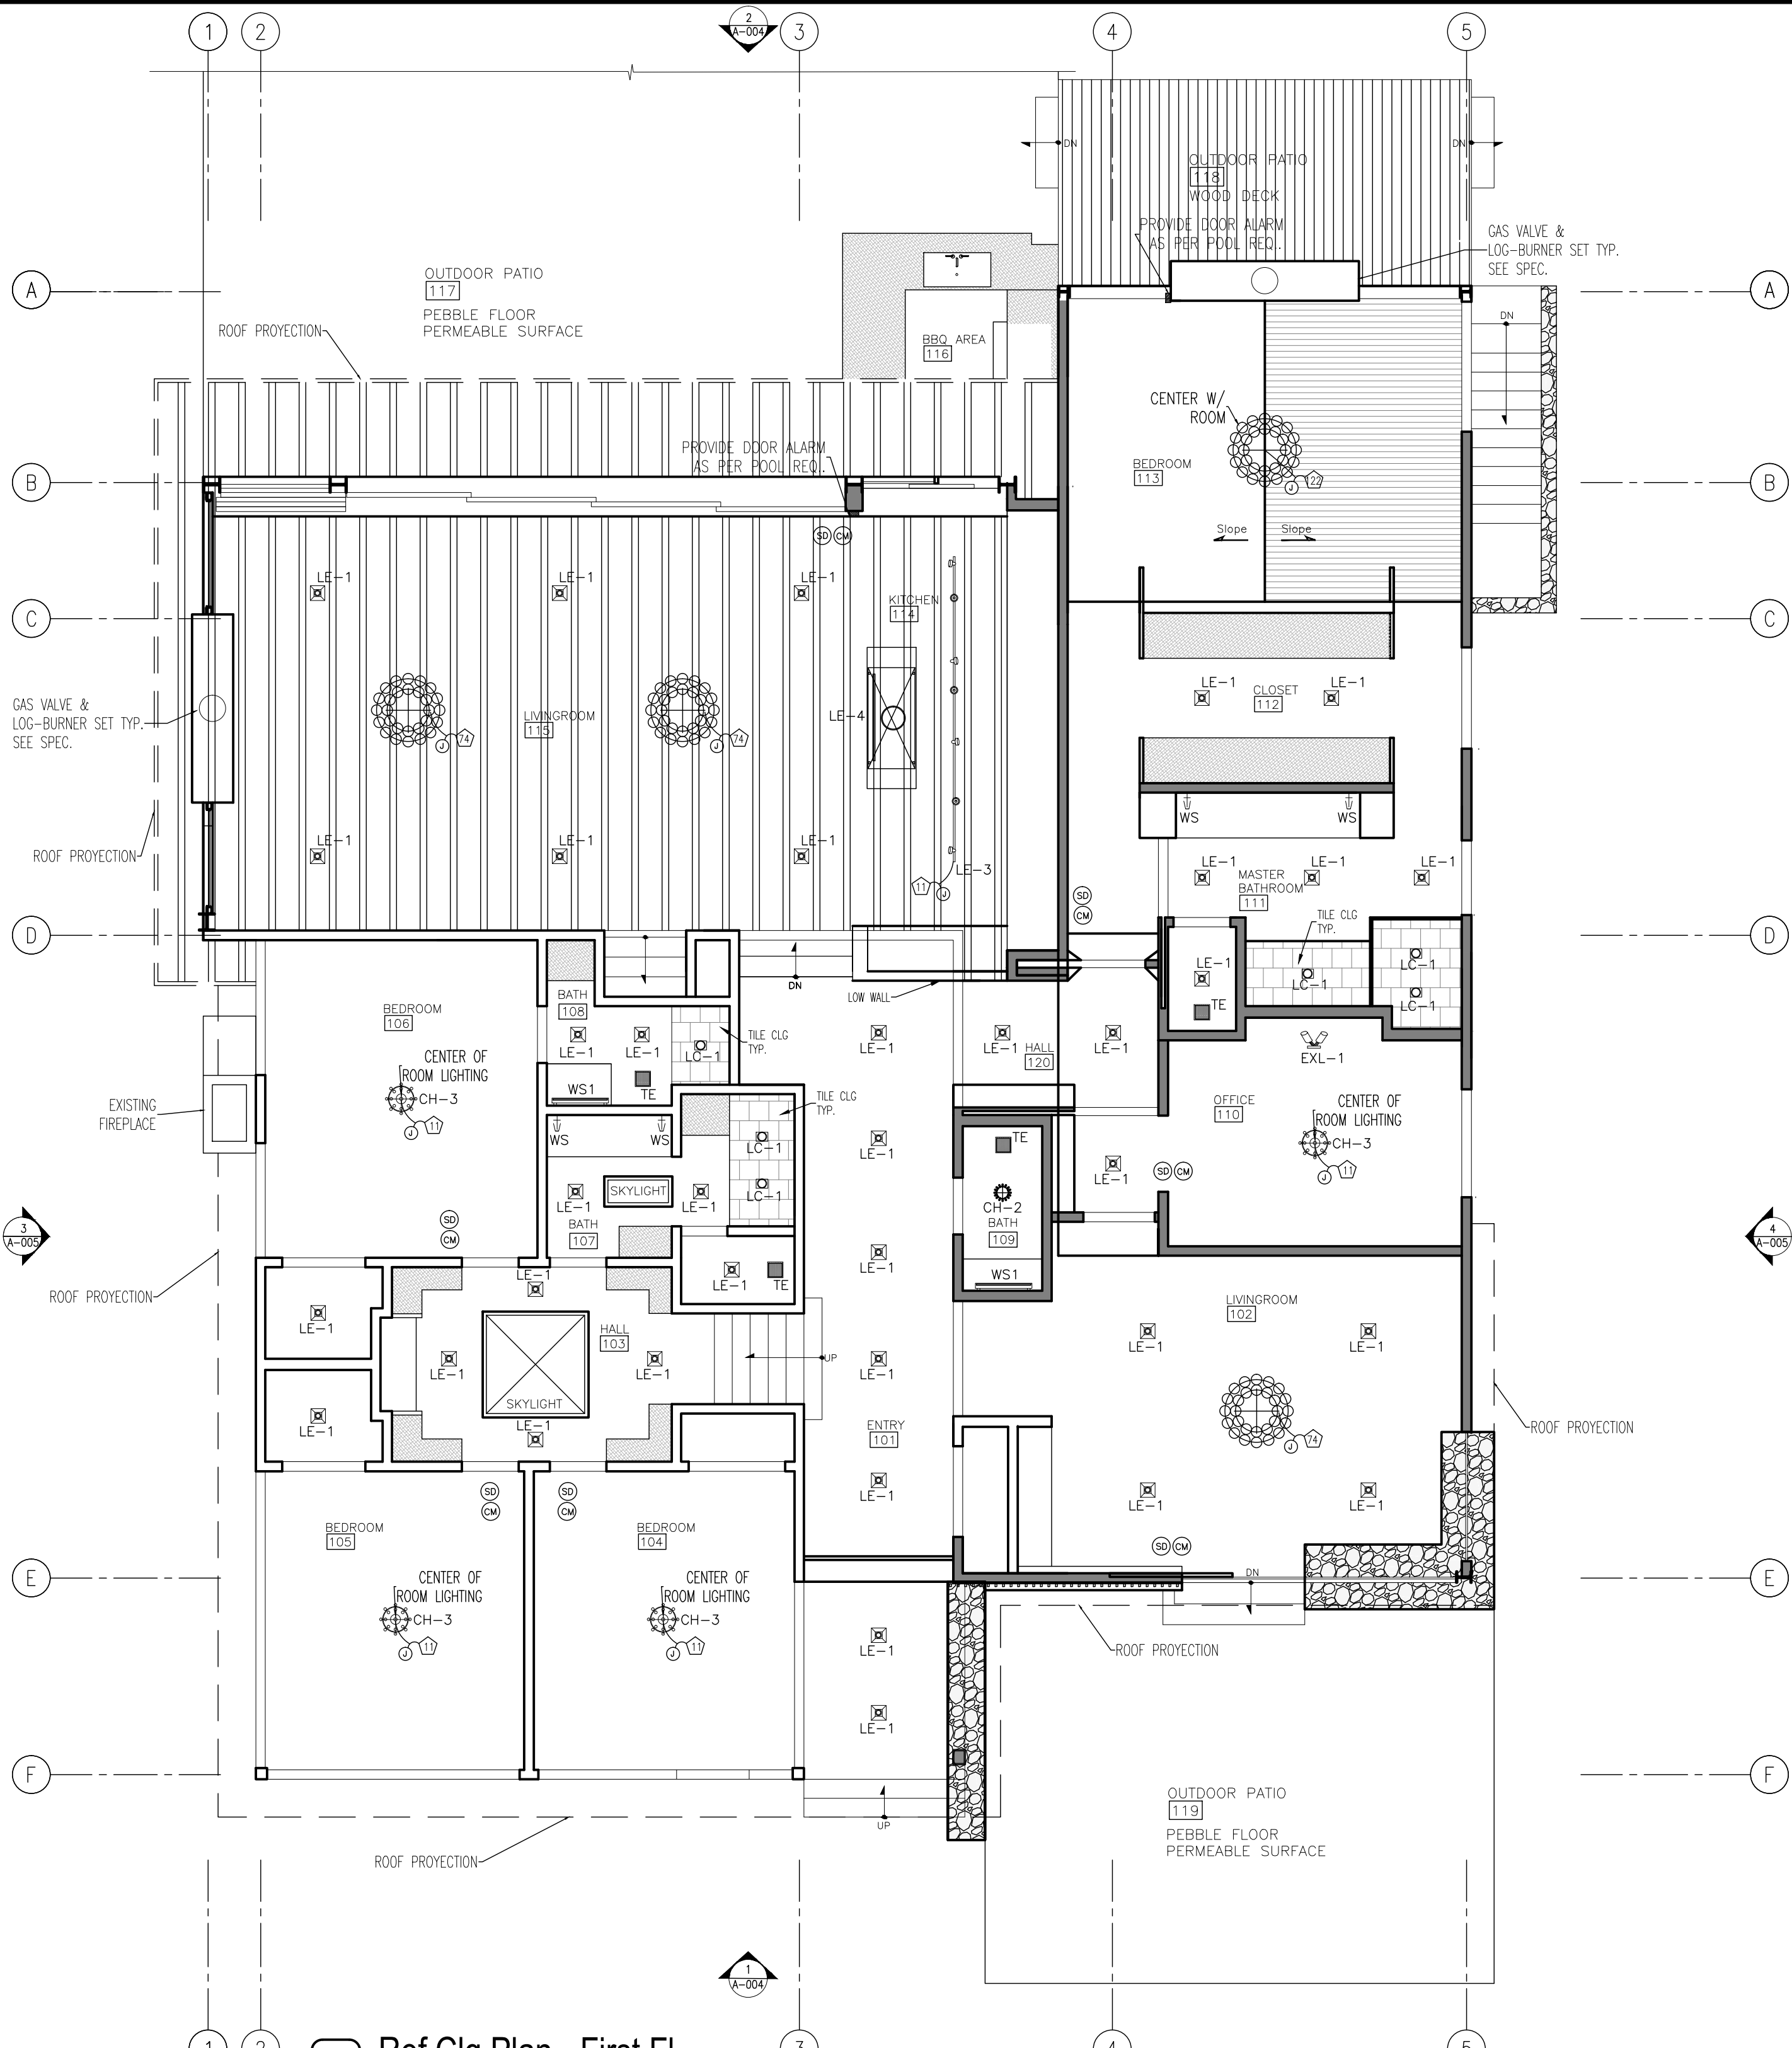 1
2
2
A-004
3
4
5
DN
DN
OUTDOOR PATIO
118
WOOD DECK
PROVIDE DOOR ALARM
AS PER POOL REQ..
GAS VALVE &
LOG-BURNER SET TYP.
SEE SPEC.
A
OUTDOOR PATIO
117
PEBBLE FLOOR
PERMEABLE SURFACE
ROOF PROYECTION
BBQ AREA
116
DN
A
CENTER W/
ROOM
BEDROOM
113
J
22
Slope
Slope
B
PROVIDE DOOR ALARM
AS PER POOL REQ..
SD
CM
B
LE-1
LE-1
LE-1
KITCHEN
114
C
C
GAS VALVE &
LOG-BURNER SET TYP.
SEE SPEC.
LIVINGROOM
115
J
74
J
74
LE-4
LE-1
CLOSET
112
LE-1
WS
WS
ROOF PROYECTION
LE-1
LE-1
LE-1
11
J
LE-3
LE-1
LE-1
LE-1
MASTER
BATHROOM
111
SD
CM
TILE CLG
TYP.
D
D
DN
LOW WALL
LE-1
TE
LC-1
LC-1
LC-1
BEDROOM
106
CENTER OF
ROOM LIGHTING
CH-3
J
11
BATH
108
LE-1
LE-1
LC-1
TILE CLG
TYP.
WS1
TE
LE-1
LE-1
HALL
120
LE-1
EXL-1
EXISTING
FIREPLACE
TILE CLG
TYP.
WS
WS
LC-1
LC-1
LE-1
TE
OFFICE
110
CENTER OF
ROOM LIGHTING
CH-3
J
11
LE-1
SD
CM
SKYLIGHT
LE-1
LE-1
BATH
107
CH-2
BATH
109
WS1
3
A-005
4
A-005
SD
CM
LE-1
LE-1
TE
LE-1
ROOF PROYECTION
LE-1
HALL
103
LE-1
LE-1
SKYLIGHT
LE-1
UP
LE-1
LIVINGROOM
102
LE-1
LE-1
LE-1
ENTRY
101
J
74
ROOF PROYECTION
LE-1
LE-1
LE-1
SD
CM
SD
CM
BEDROOM
105
BEDROOM
104
SD
CM
E
CENTER OF
ROOM LIGHTING
CH-3
J
11
CENTER OF
ROOM LIGHTING
CH-3
J
11
DN
E
LE-1
ROOF PROYECTION
LE-1
F
UP
F
OUTDOOR PATIO
119
PEBBLE FLOOR
PERMEABLE SURFACE
ROOF PROYECTION
1
A-004
1
2
Ref Clg Plan - First Fl
3
4
5